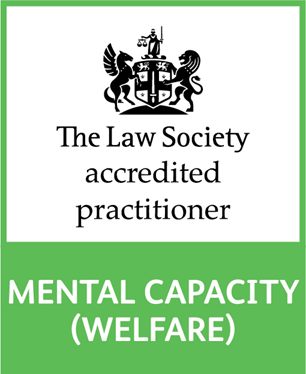 The Law Society
accredited
practitioner
MENTAL CAPACITY
(WELFARE)